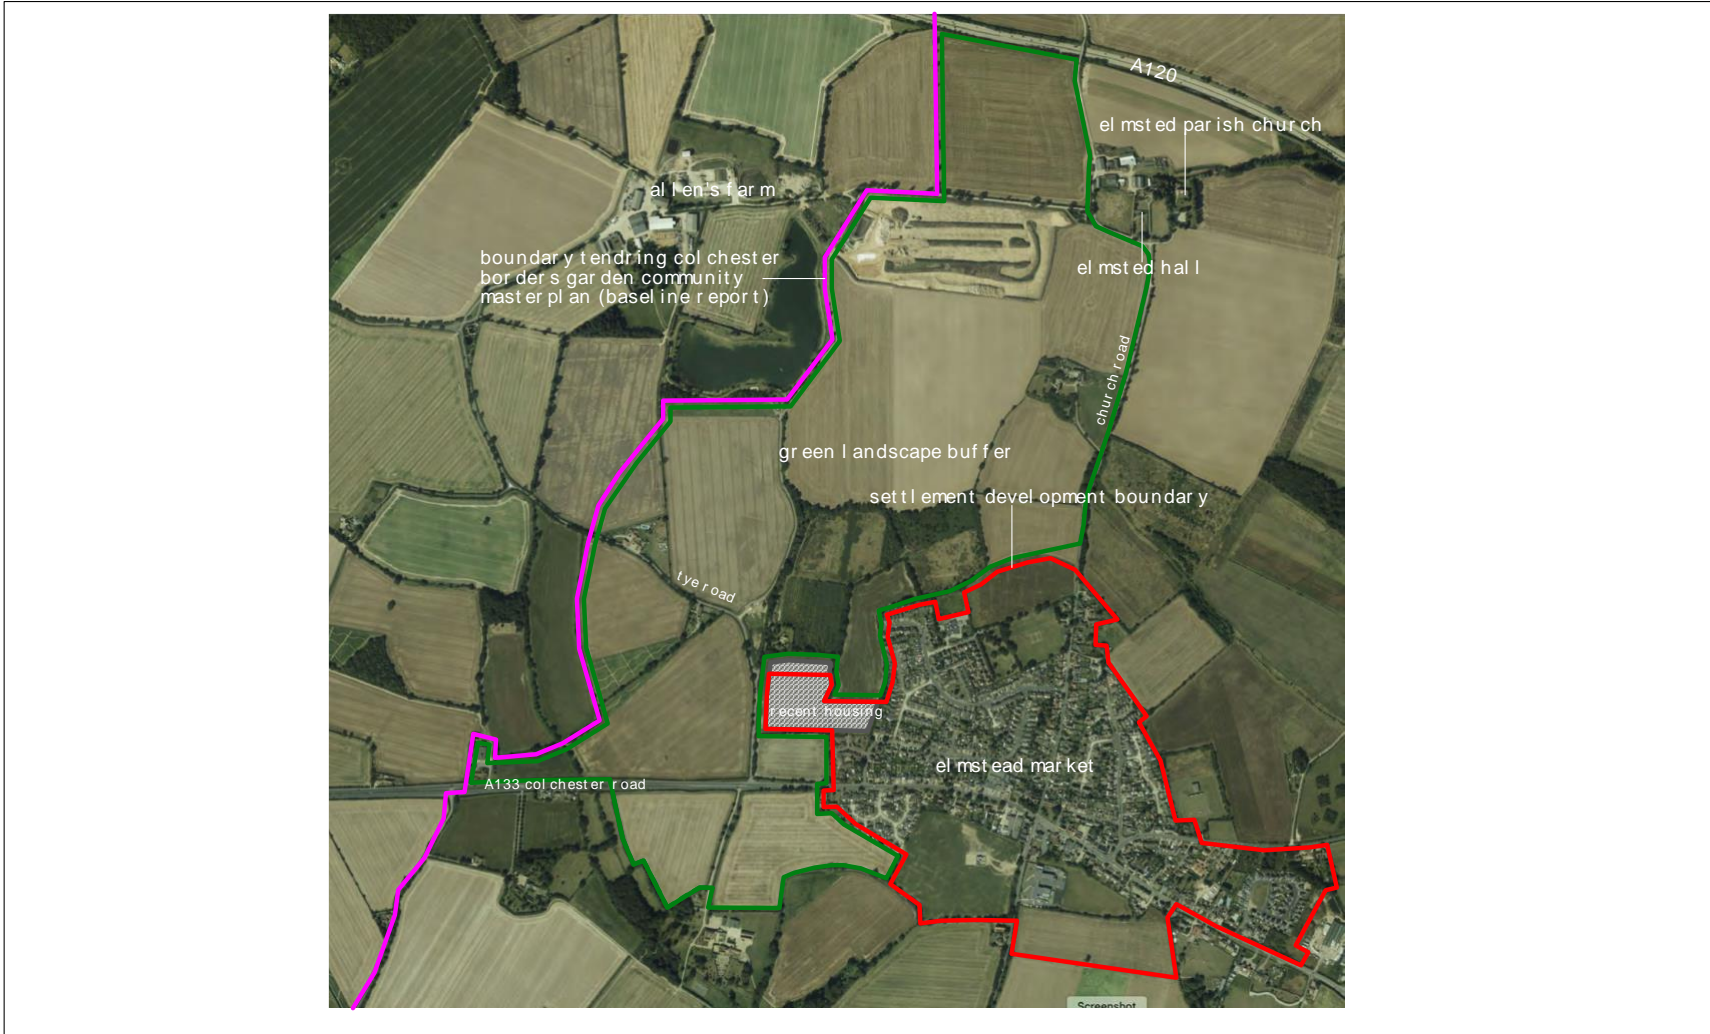 A120
elmsted parish church
allen's farm
boundary tendring colchester
borders garden community
masterplan (baseline report)
elmsted hall
church road
green landscape buffer
settlement development boundary
tye road
recent housing
elmstead market
A133 colchester road
Screenshot